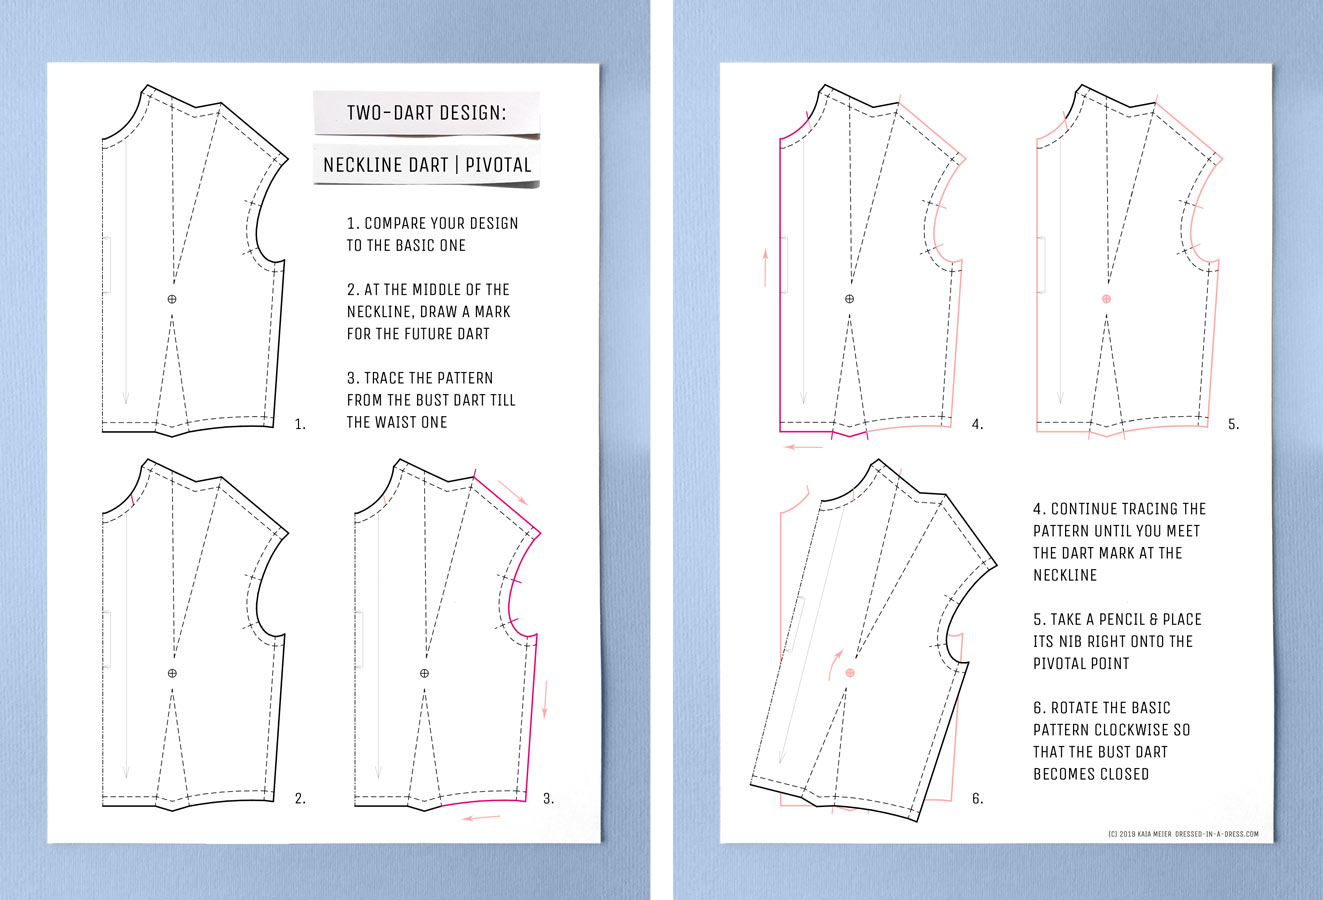 TWO-DART DESIGN:
NECKLINE DART | PIVOTAL
1. COMPARE YOUR DESIGN
TO THE BASIC ONE
2. AT THE MIDDLE OF THE
NECKLINE, DRAW A MARK
FOR THE FUTURE DART
3. TRACE THE PATTERN
FROM THE BUST DART TILL
THE WAIST ONE
1.
2.
3.
4.
5.
4. CONTINUE TRACING THE
PATTERN UNTIL YOU MEET
THE DART MARK AT THE
NECKLINE
5. TAKE A PENCIL & PLACE
ITS NIB RIGHT ONTO THE
PIVOTAL POINT
6. ROTATE THE BASIC
PATTERN CLOCKWISE SO
THAT THE BUST DART
BECOMES CLOSED
6.
(C) 2019 KAIA MEIER DRESSED-IN-A-DRESS.COM